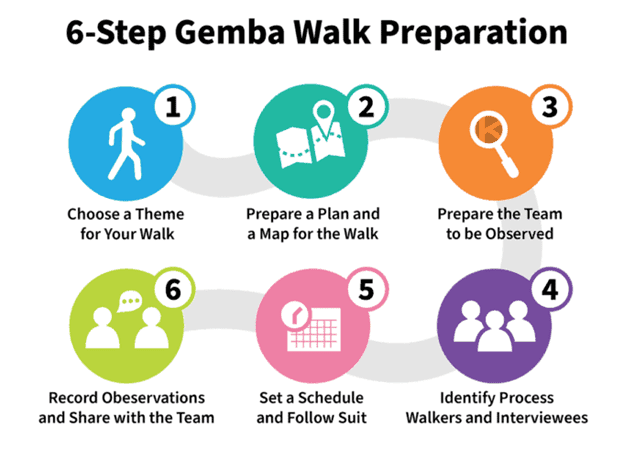 6-Step Gemba Walk Preparation
1
2
3
Choose a Theme
for Your Walk
Prepare a Plan and
a Map for the Walk
Prepare the Team
to be Observed
6
5
4
Record Obeservations
and Share with the Team
Set a Schedule
and Follow Suit
Identify Process
Walkers and Interviewees